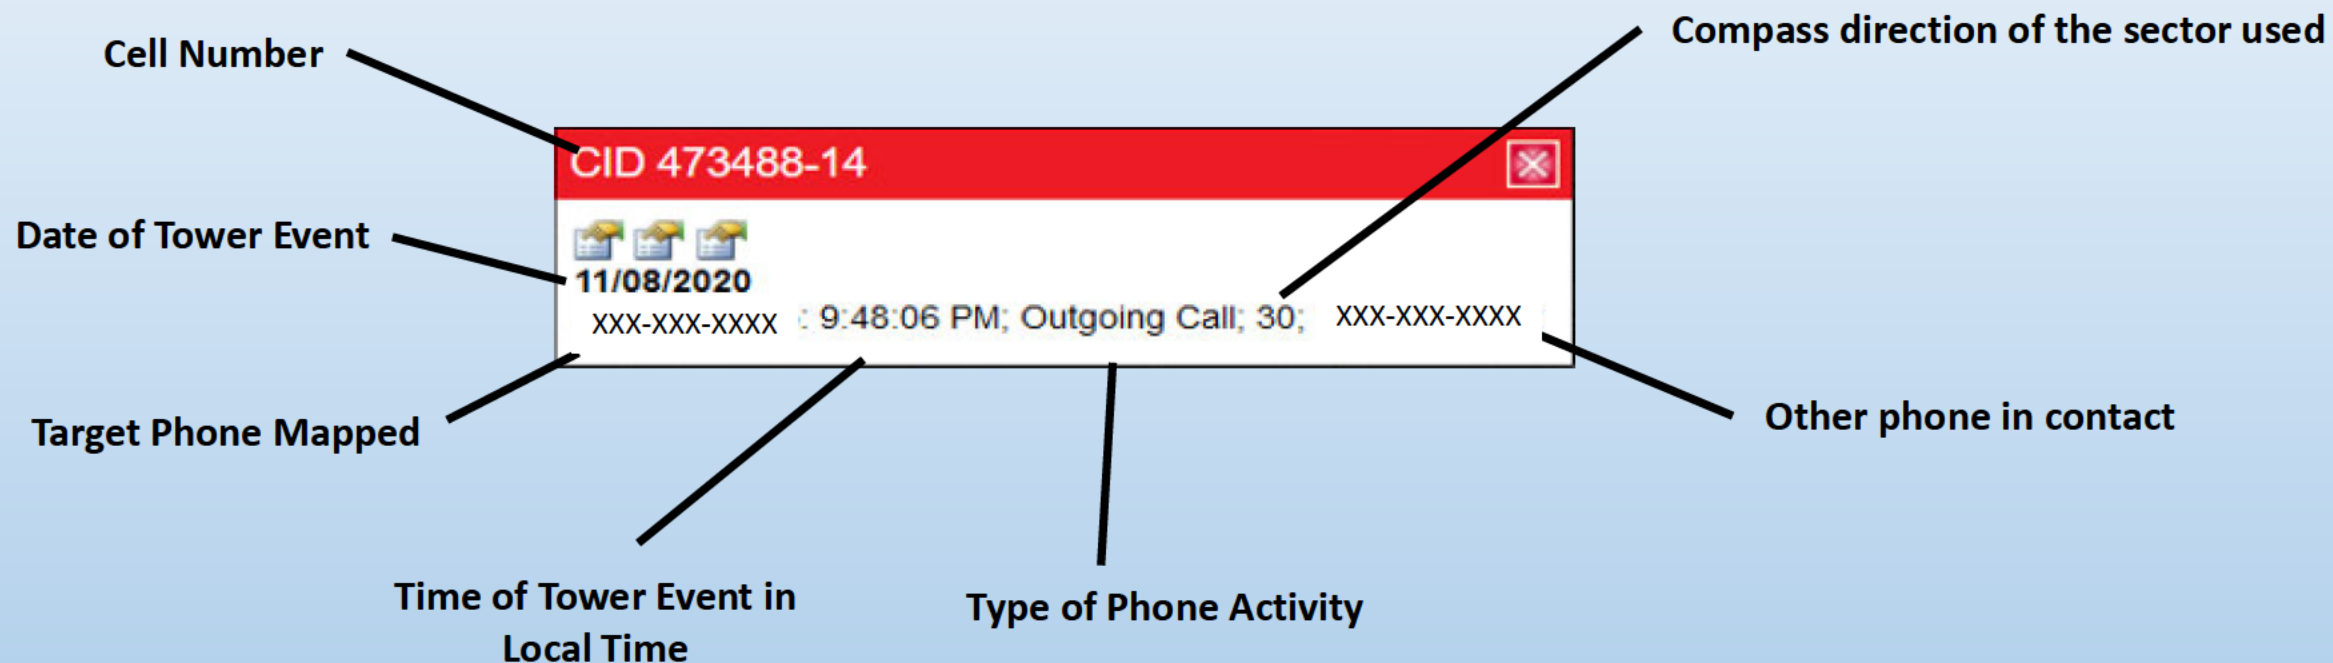 Compass direction of the sector used
Cell Number
CID 473488-14
Date of Tower Event
11/08/2020
XXX-XXX-XXXX : 9:48:06 PM; Outgoing Call; 30; XXX-XXX-XXXX
Target Phone Mapped
Other phone in contact
Time of Tower Event in
Local Time
Type of Phone Activity